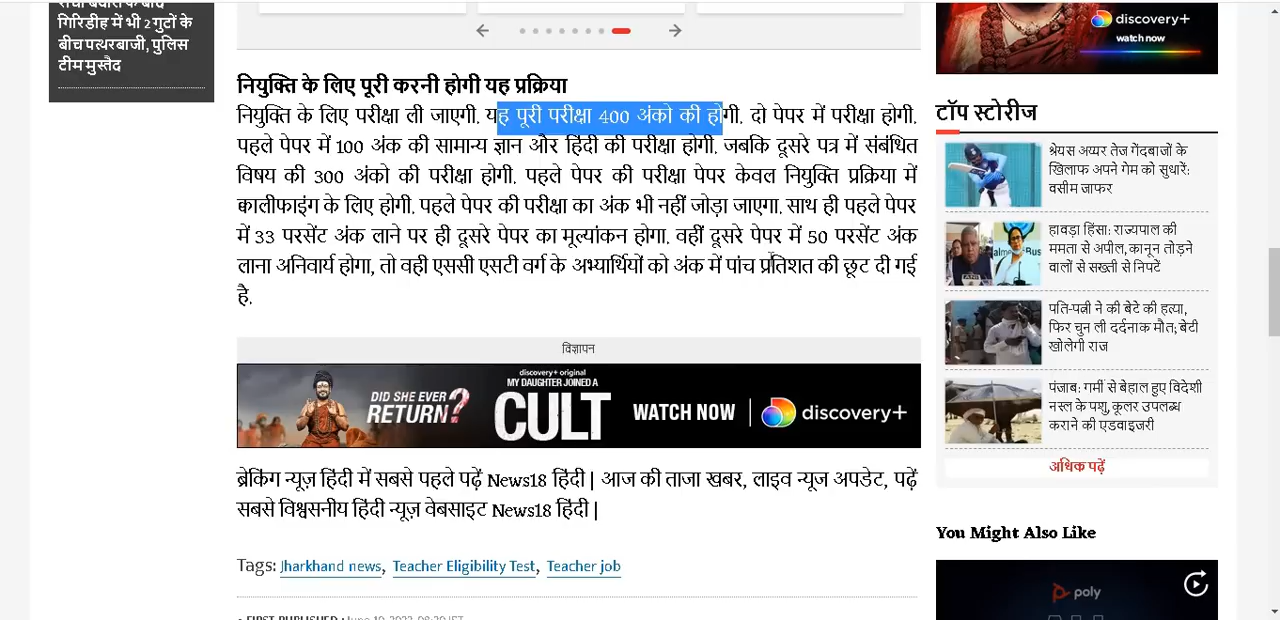 गिरिडीह में भी 2 गुटों के
बीच पत्थरबाजी, पुलिस
टीम मुस्तैद
नियुक्ति के लिए पूरी करनी होगी यह प्रक्रिया
नियुक्ति के लिए परीक्षा ली जाएगी. यह पूरी परीक्षा 400 अंको की होगी. दो पेपर में परीक्षा होगी.
पहले पेपर में 100 अंक की सामान्य ज्ञान और हिंदी की परीक्षा होगी. जबकि दूसरे पत्र में संबंधित
विषय की 300 अंको की परीक्षा होगी. पहले पेपर की परीक्षा पेपर केवल नियुक्ति प्रक्रिया में
क्वालीफाइंग के लिए होगी. पहले पेपर की परीक्षा का अंक भी नहीं जोड़ा जाएगा. साथ ही पहले पेपर
में 33 परसेंट अंक लाने पर ही दूसरे पेपर का मूल्यांकन होगा. वहीं दूसरे पेपर में 50 परसेंट अंक
लाना अनिवार्य होगा, तो वही एससी एसटी वर्ग के अभ्यार्थियों को अंक में पांच प्रतिशत की छूट दी गई
है.
विज्ञापन
DID SHE EVER
RETURN?
discovery+ original
MY DAUGHTER JOINED A
CULT
WATCH NOW
discovery+
ब्रेकिंग न्यूज़ हिंदी में सबसे पहले पढ़ें News18 हिंदी | आज की ताजा खबर, लाइव न्यूज अपडेट, पढ़ें
सबसे विश्वसनीय हिंदी न्यूज़ वेबसाइट News18 हिंदी |
Tags: Jharkhand news, Teacher Eligibility Test, Teacher job
discovery+
watch now
टॉप स्टोरीज
श्रेयस अय्यर तेज गेंदबाजों के
खिलाफ अपने गेम को सुधारें:
वसीम जाफर
हावड़ा हिंसा: राज्यपाल की
ममता से अपील,कानून तोड़ने
वालों से सख्ती से निपटें
पति-पत्नी ने की बेटे की हत्या,
फिर चुन ली दर्दनाक मौत; बेटी
खोलेगी राज
पंजाब: गर्मी से बेहाल हुए विदेशी
नस्ल के पशु, कूलर उपलब्ध
कराने की एडवाइजरी
अधिक पढ़ें
You Might Also Like
poly